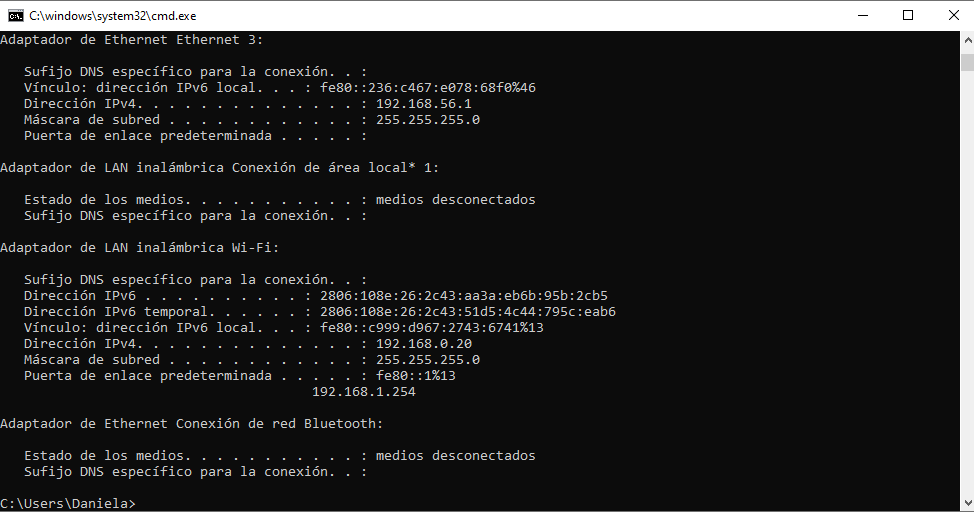 C:\windows\system32\cmd.exe
Adaptador de Ethernet Ethernet 3:
Sufijo DNS específico para la conexión. . :
Vínculo: dirección IPv6 local. . . : fe80::236:c467:e078:68f0%46
Dirección IPv4. . . . . . . . . . . . . . : 192.168.56.1
Máscara de subred . . . . . . . . . . . . : 255.255.255.0
Puerta de enlace predeterminada . . . . . :
Adaptador de LAN inalámbrica Conexión de área local* 1:
Estado de los medios. . . . . . . . . . . : medios desconectados
Sufijo DNS específico para la conexión. . :
Adaptador de LAN inalámbrica Wi-Fi:
Sufijo DNS específico para la conexión. . :
Dirección IPv6 . . . . . . . . . . : 2806:108e:26:2c43:aa3a:eb6b:95b:2cb5
Dirección IPv6 temporal. . . . . . : 2806:108e:26:2c43:51d5:4c44:795c:eab6
Vínculo: dirección IPv6 local. . . : fe80::c999:d967:2743:6741%13
Dirección IPv4. . . . . . . . . . . . . . : 192.168.0.20
Máscara de subred . . . . . . . . . . . . : 255.255.255.0
Puerta de enlace predeterminada . . . . . : fe80::1%13
192.168.1.254
Adaptador de Ethernet Conexión de red Bluetooth:
Estado de los medios. . . . . . . . . . . : medios desconectados
Sufijo DNS específico para la conexión. . :
C:\Users\Daniela>